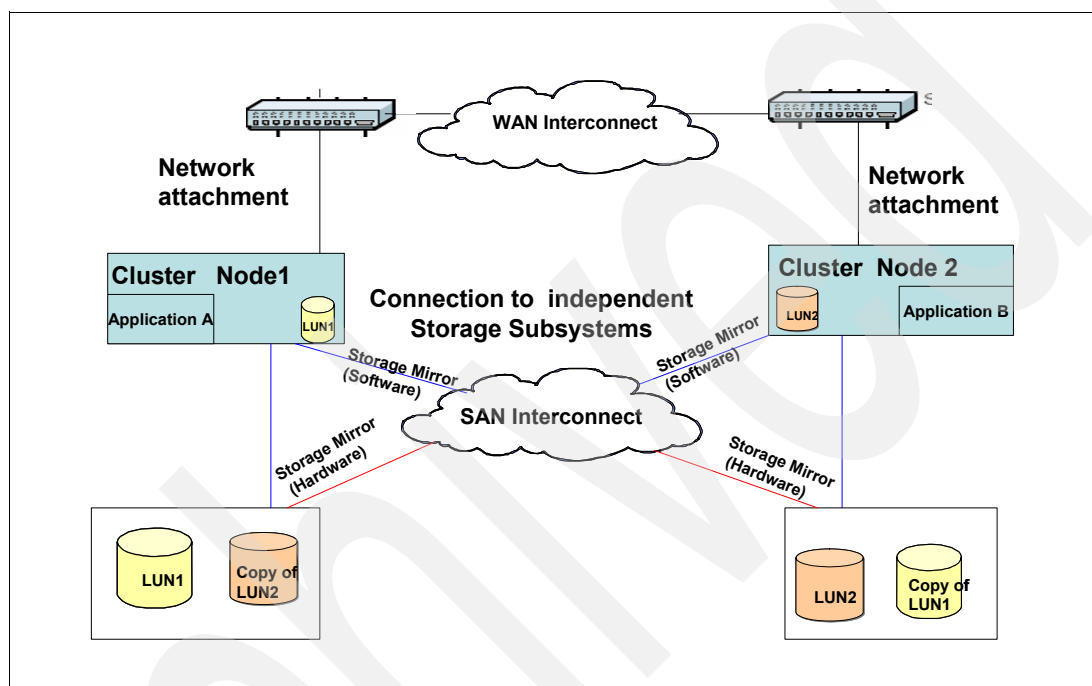 WAN Interconnect
Network
attachment
Network
attachment
Cluster Node1
Application A
LUN1
Connection to independent
Storage Subsystems
Cluster Node 2
LUN2
Application B
Storage Mirror
(Software)
Storage Mirror
(Software)
SAN Interconnect
Storage Mirror
(Hardware)
Storage Mirror
(Hardware)
LUN1
Copy of
LUN2
LUN2
Copy of
LUN1